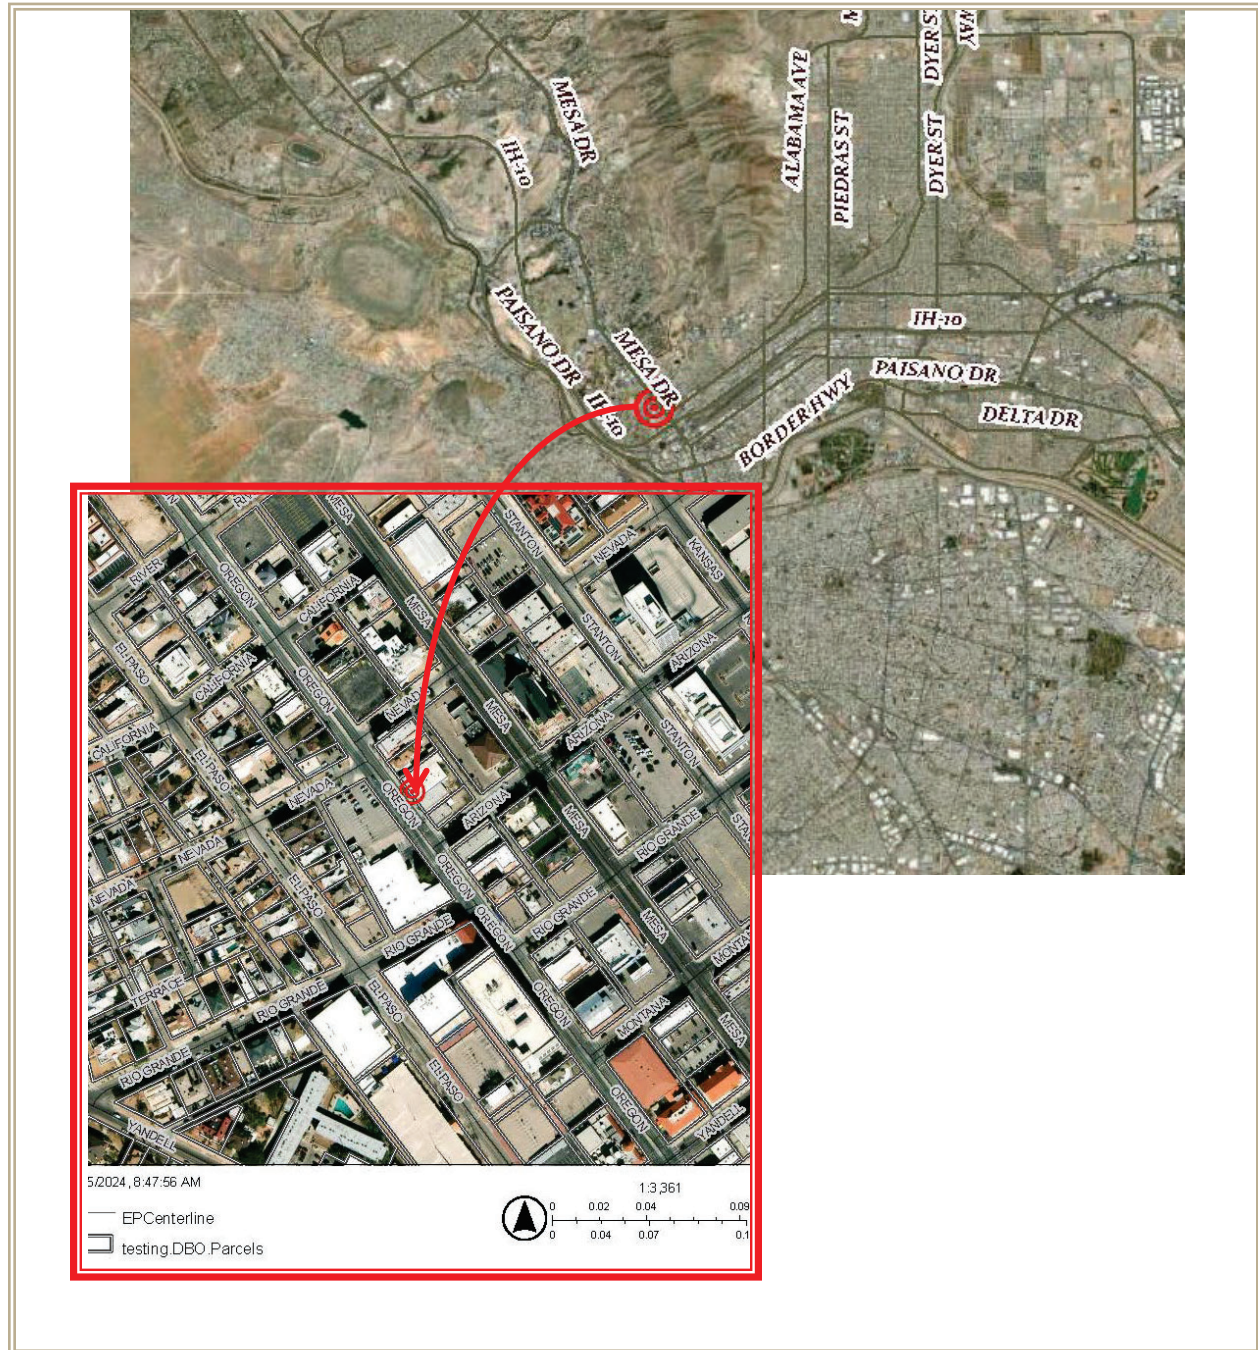 DYER ST
MESA DR
ALABAMA AVE
IH-10
PIEDRAS ST
DYER ST
PAISANO DR
MESA DR
IH-10
PAISANO DR
IH-10
BORDER HWY
DELTA DR
MESA
STANTON
NEVADA
KANSAS
RIVER
OREGON
CALIFORNIA
MESA
STANTON
ARIZONA
EL PASO
CALIFORNIA
OREGON
NEVADA
MESA
ARIZONA
STANTON
CALIFORNIA
EL PASO
NEVADA
OREGON
ARIZONA
MESA
RIO GRANDE
NEVADA
NEVADA
EL PASO
OREGON
OREGON
RIO GRANDE
MESA
RIO GRANDE
TERRACE
RIO GRANDE
EL PASO
OREGON
MONTANA
MESA
RIO GRANDE
EL PASO
OREGON
YANDELL
YANDELL
5/2024, 8:47:56 AM
1:3,361
0 0.02 0.04 0.09
0 0.04 0.07 0.1
EPCenterline
testing.DBO.Parcels